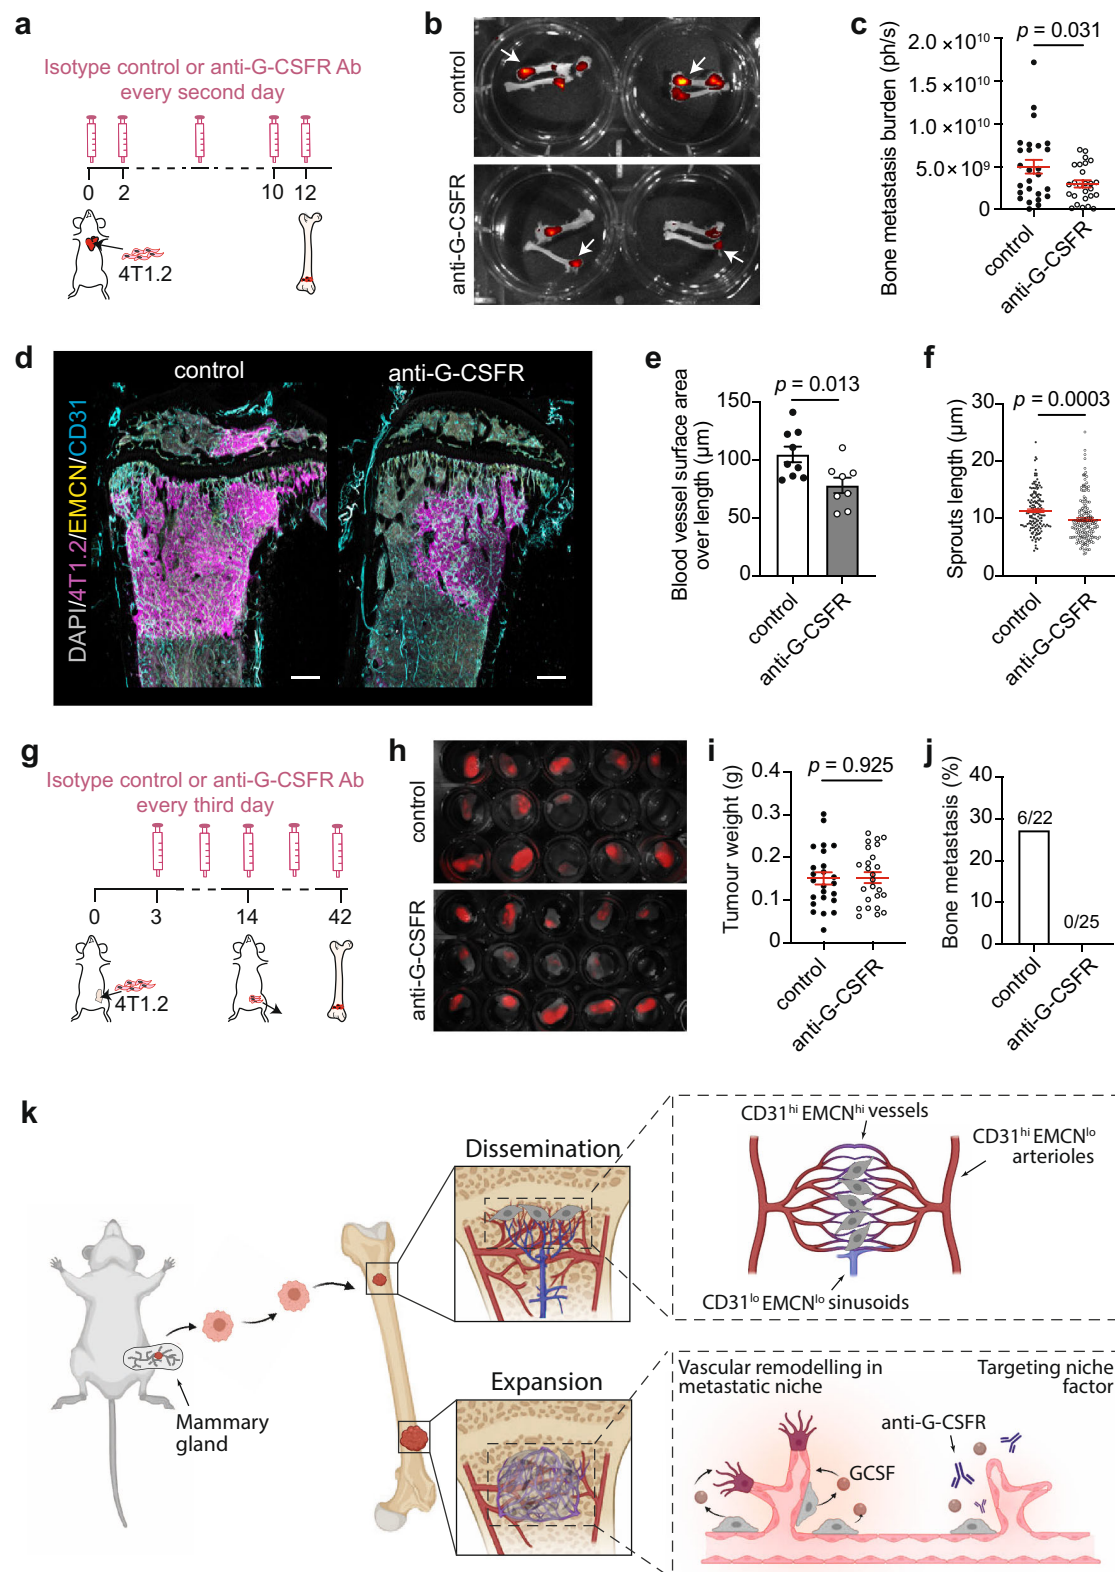 a
Isotype control or anti-G-CSFR Ab
every second day
0
2
10
12
4T1.2
b
control
anti-G-CSFR
c
p = 0.031
Bone metastasis burden (ph/s)
2.0 × 10¹⁰
1.5 × 10¹⁰
1.0 × 10¹⁰
5.0 × 10⁹
0
control
anti-G-CSFR
d
control
anti-G-CSFR
DAPI/4T1.2/EMCN/CD31
e
p = 0.013
Blood vessel surface area
over length (µm)
150
100
50
0
control
anti-G-CSFR
f
p = 0.0003
Sprouts length (µm)
30
20
10
0
control
anti-G-CSFR
g
Isotype control or anti-G-CSFR Ab
every third day
0
3
14
42
4T1.2
h
control
anti-G-CSFR
i
p = 0.925
Tumour weight (g)
0.4
0.3
0.2
0.1
0
control
anti-G-CSFR
j
Bone metastasis (%)
40
30
20
10
0
6/22
0/25
control
anti-G-CSFR
k
Mammary
gland
Dissemination
CD31ʰⁱ EMCNʰⁱ vessels
CD31ʰⁱ EMCNˡᵒ
arterioles
CD31ˡᵒ EMCNˡᵒ sinusoids
Expansion
Vascular remodelling in
metastatic niche
Targeting niche
factor
anti-G-CSFR
GCSF